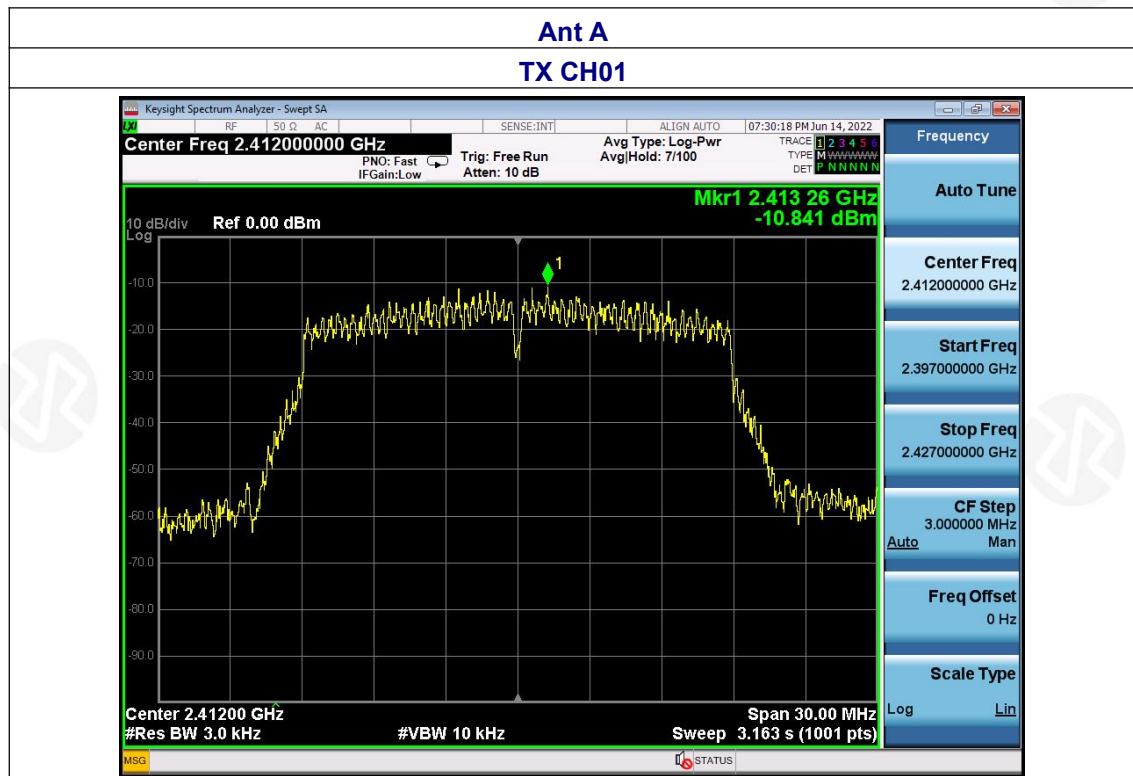 Ant A
TX CH01
Keysight Spectrum Analyzer - Swept SA
LXI RF 50 Ω AC SENSE:INT ALIGN AUTO 07:30:18 PM Jun 14, 2022
Center Freq 2.412000000 GHz
PNO: Fast
IFGain:Low
Trig: Free Run
Atten: 10 dB
Avg Type: Log-Pwr
Avg|Hold: 7/100
TRACE 1 2 3 4 5 6
TYPE M WWWWW
DET P N N N N N
Mkr1 2.413 26 GHz
-10.841 dBm
10 dB/div Ref 0.00 dBm
Log
1
-10.0
-20.0
-30.0
-40.0
-50.0
-60.0
-70.0
-80.0
-90.0
Center 2.41200 GHz Span 30.00 MHz
#Res BW 3.0 kHz #VBW 10 kHz Sweep 3.163 s (1001 pts)
MSG STATUS
Frequency
Auto Tune
Center Freq
2.412000000 GHz
Start Freq
2.397000000 GHz
Stop Freq
2.427000000 GHz
CF Step
3.000000 MHz
Auto Man
Freq Offset
0 Hz
Scale Type
Log Lin